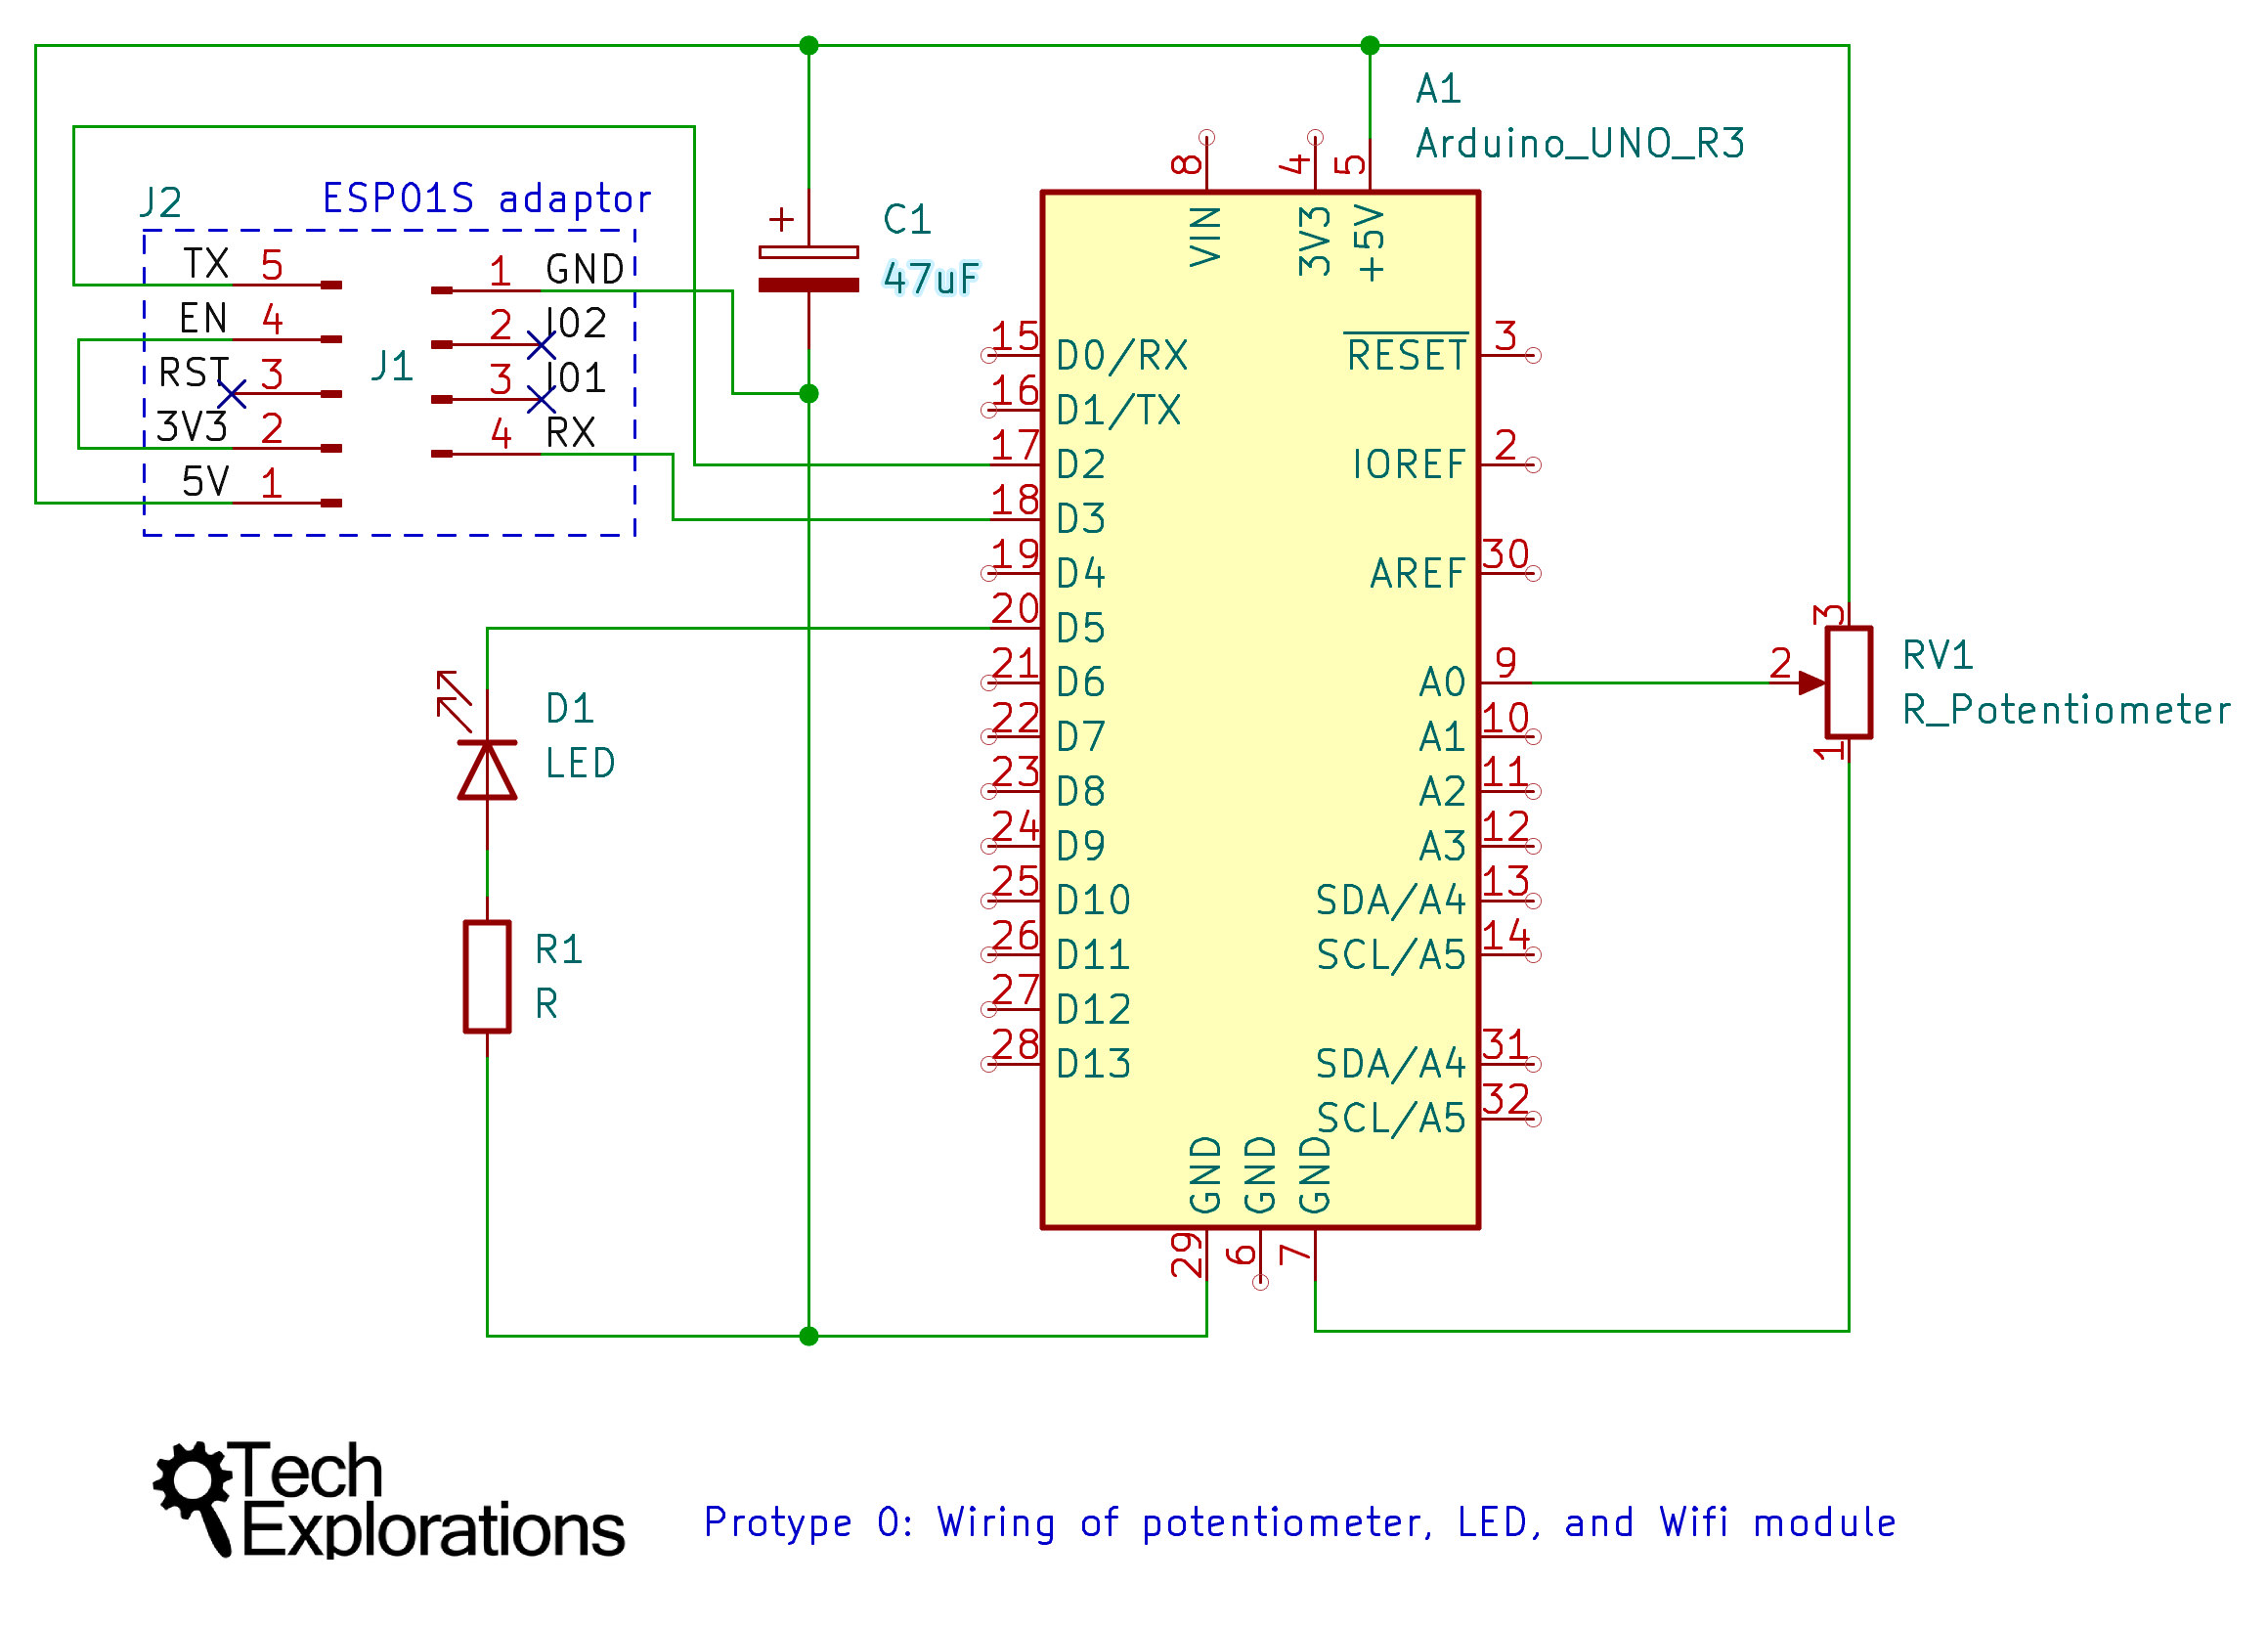 A1
Arduino_UNO_R3
8
4
5
VIN
3V3
+5V
J2
ESP01S adaptor
TX 5
EN 4
RST 3
3V3 2
5V 1
J1
1 GND
2 IO2
3 IO1
4 RX
+
C1
47uF
15 D0/RX
16 D1/TX
17 D2
18 D3
19 D4
20 D5
21 D6
22 D7
23 D8
24 D9
25 D10
26 D11
27 D12
28 D13
RESET 3
IOREF 2
AREF 30
A0 9
A1 10
A2 11
A3 12
SDA/A4 13
SCL/A5 14
SDA/A4 31
SCL/A5 32
GND
GND
GND
29
6
7
D1
LED
R1
R
3
2
1
RV1
R_Potentiometer
Tech
Explorations
Protype 0: Wiring of potentiometer, LED, and Wifi module